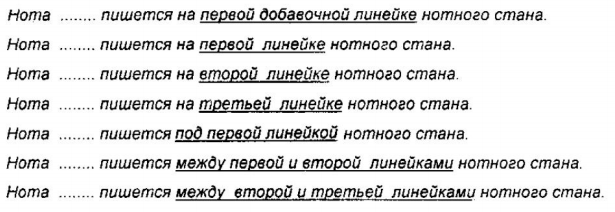 Нота ........ пишется на первой добавочной линейке нотного стана.
Нота ........ пишется на первой линейке нотного стана.
Нота ........ пишется на второй линейке нотного стана.
Нота ........ пишется на третьей линейке нотного стана.
Нота ........ пишется под первой линейкой нотного стана.
Нота ........ пишется между первой и второй линейками нотного стана.
Нота ........ пишется между второй и третьей линейками нотного стана.